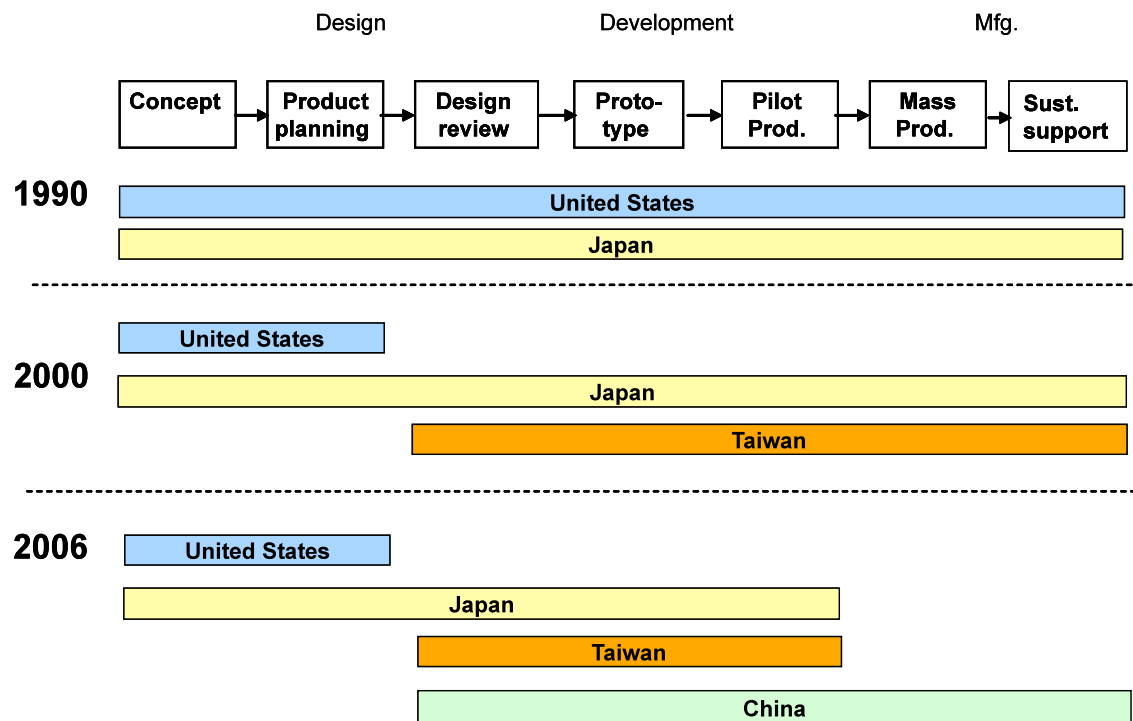 Design Development Mfg.
Concept Product planning Design review Proto-type Pilot Prod. Mass Prod. Sust. support
1990
United States
Japan
2000
United States
Japan
Taiwan
2006
United States
Japan
Taiwan
China